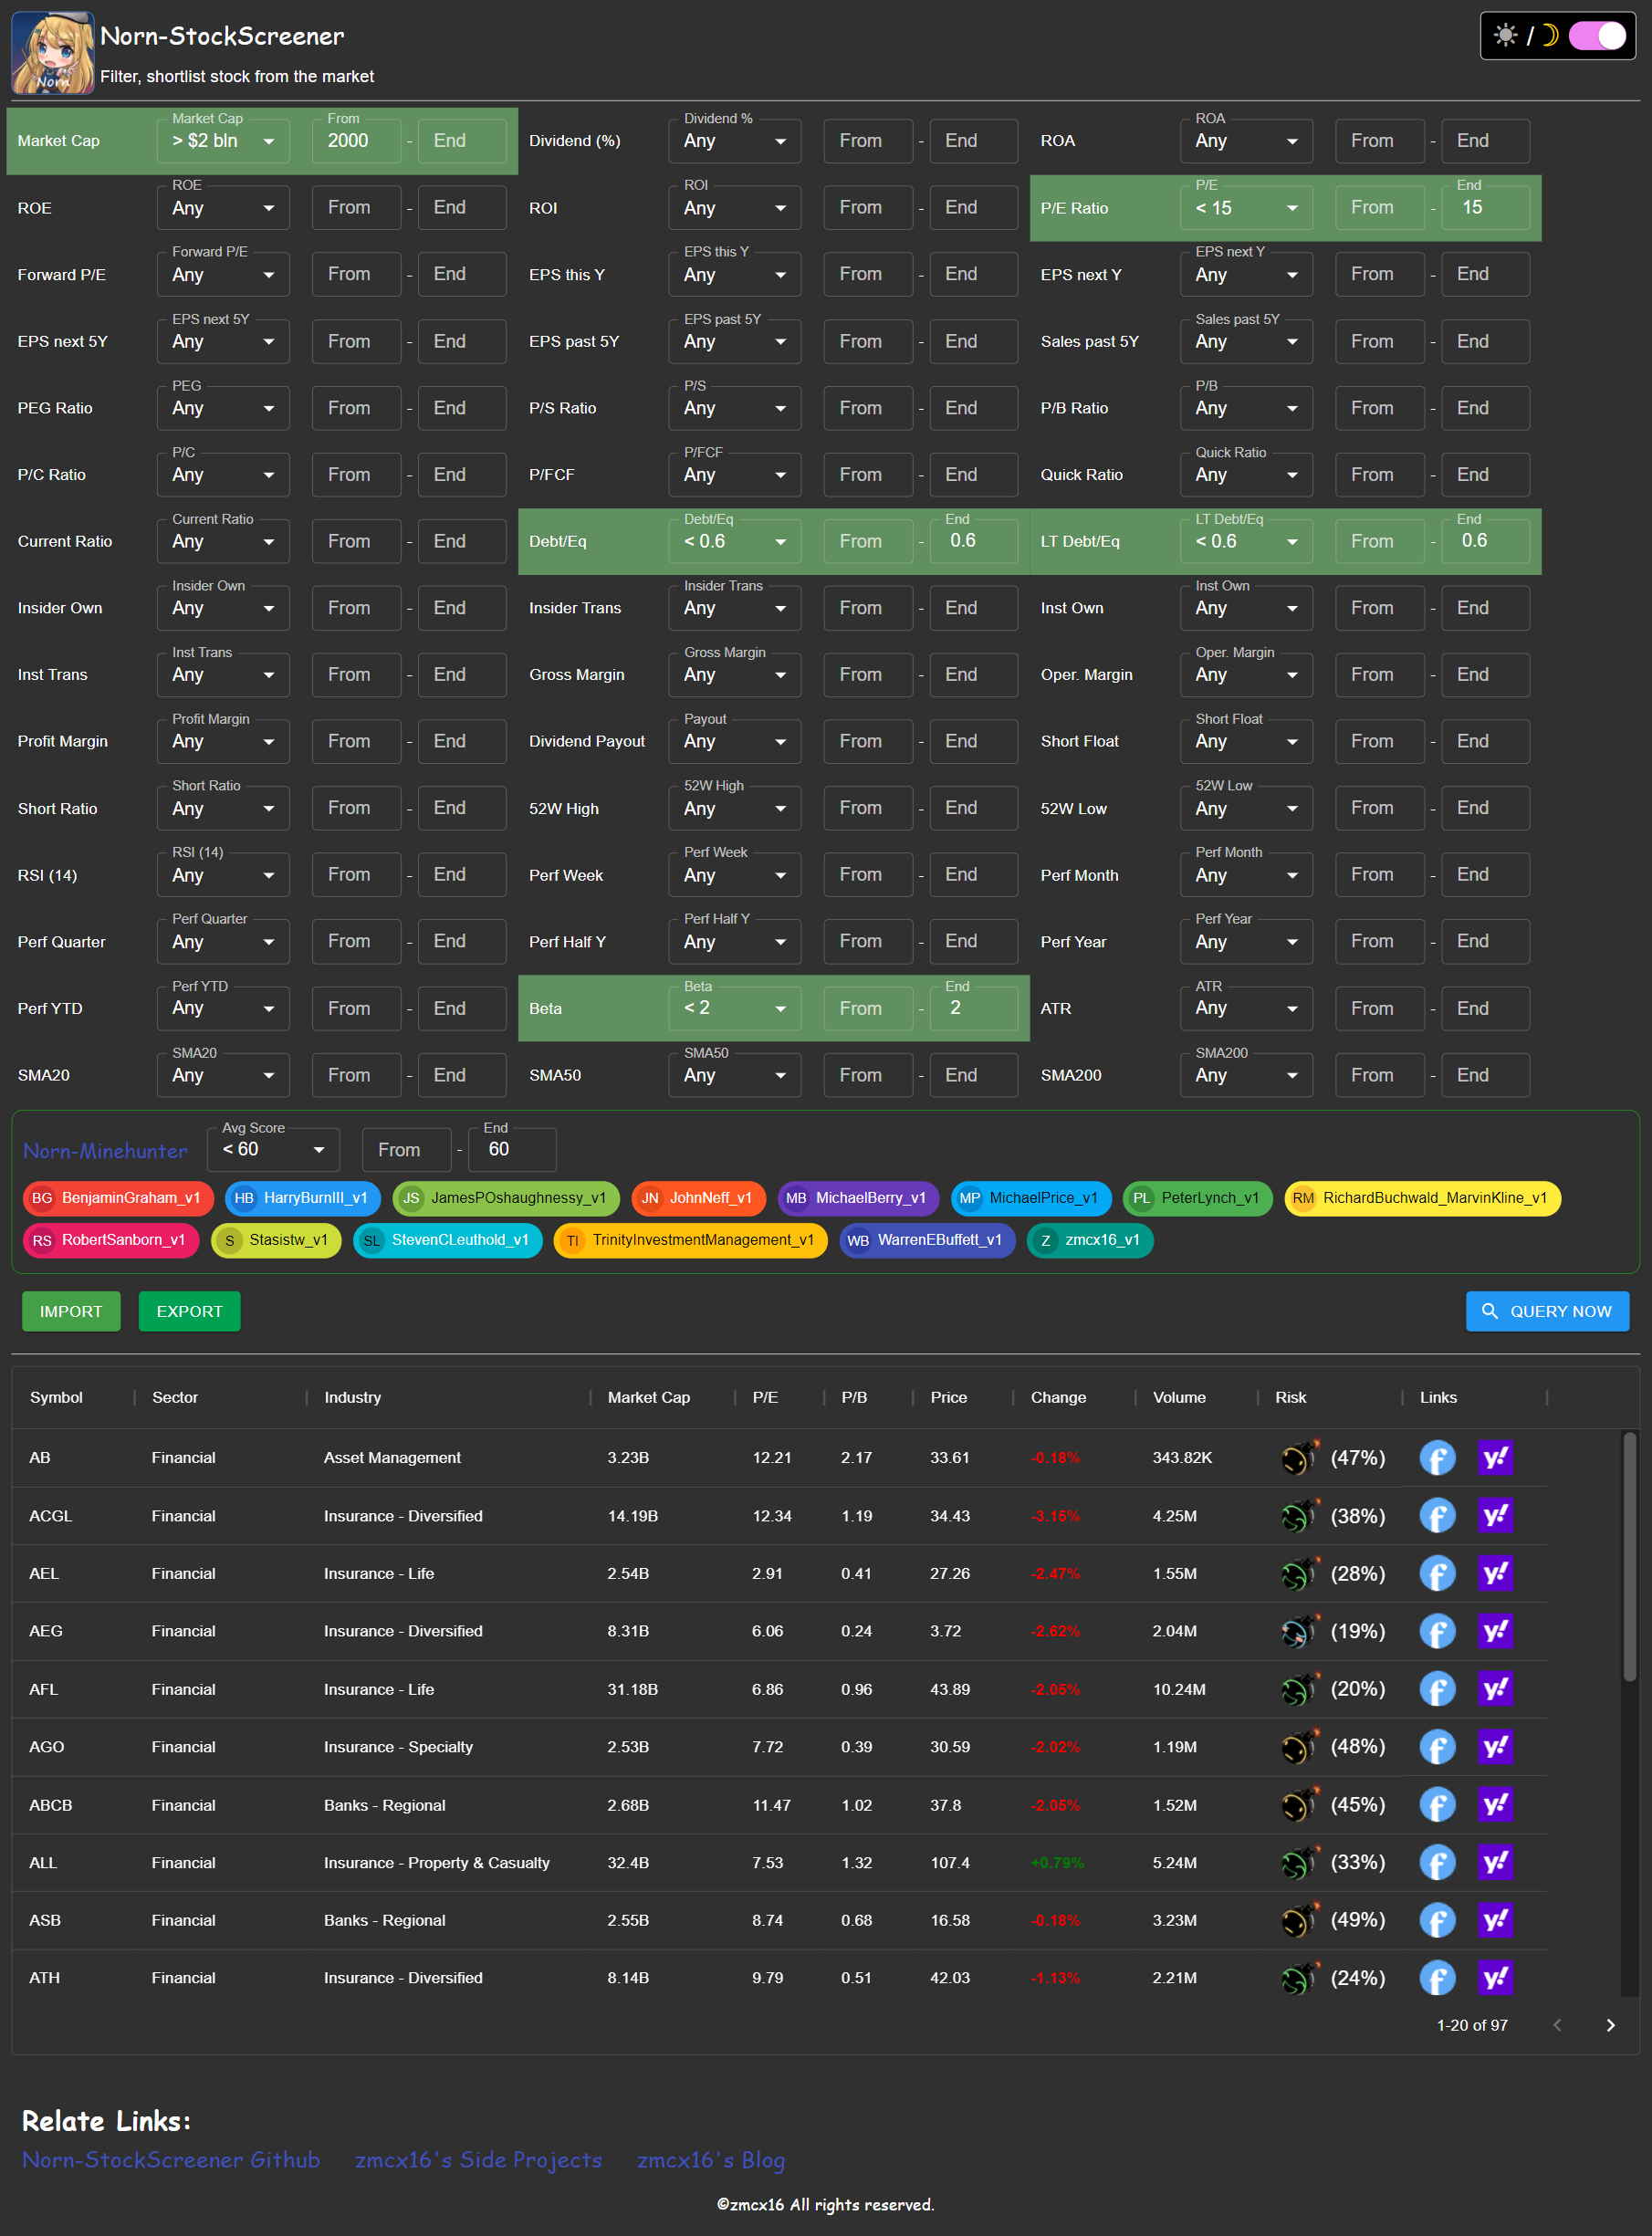 Norn-StockScreener
Filter, shortlist stock from the market
Norn
/
Market Cap Market Cap > $2 bln From 2000 - End Dividend (%) Dividend % Any From - End ROA ROA Any From - End
ROE ROE Any From - End ROI ROI Any From - End P/E Ratio P/E < 15 From - End 15
Forward P/E Forward P/E Any From - End EPS this Y EPS this Y Any From - End EPS next Y EPS next Y Any From - End
EPS next 5Y EPS next 5Y Any From - End EPS past 5Y EPS past 5Y Any From - End Sales past 5Y Sales past 5Y Any From - End
PEG Ratio PEG Any From - End P/S Ratio P/S Any From - End P/B Ratio P/B Any From - End
P/C Ratio P/C Any From - End P/FCF P/FCF Any From - End Quick Ratio Quick Ratio Any From - End
Current Ratio Current Ratio Any From - End Debt/Eq Debt/Eq < 0.6 From - End 0.6 LT Debt/Eq LT Debt/Eq < 0.6 From - End 0.6
Insider Own Insider Own Any From - End Insider Trans Insider Trans Any From - End Inst Own Inst Own Any From - End
Inst Trans Inst Trans Any From - End Gross Margin Gross Margin Any From - End Oper. Margin Oper. Margin Any From - End
Profit Margin Profit Margin Any From - End Dividend Payout Payout Any From - End Short Float Short Float Any From - End
Short Ratio Short Ratio Any From - End 52W High 52W High Any From - End 52W Low 52W Low Any From - End
RSI (14) RSI (14) Any From - End Perf Week Perf Week Any From - End Perf Month Perf Month Any From - End
Perf Quarter Perf Quarter Any From - End Perf Half Y Perf Half Y Any From - End Perf Year Perf Year Any From - End
Perf YTD Perf YTD Any From - End Beta Beta < 2 From - End 2 ATR ATR Any From - End
SMA20 SMA20 Any From - End SMA50 SMA50 Any From - End SMA200 SMA200 Any From - End
Norn-Minehunter Avg Score < 60 From - End 60
BG BenjaminGraham_v1 HB HarryBurnIII_v1 JS JamesPOshaughnessy_v1 JN JohnNeff_v1 MB MichaelBerry_v1 MP MichaelPrice_v1 PL PeterLynch_v1 RM RichardBuchwald_MarvinKline_v1
RS RobertSanborn_v1 S Stasistw_v1 SL StevenCLeuthold_v1 TI TrinityInvestmentManagement_v1 WB WarrenEBuffett_v1 Z zmcx16_v1
IMPORT EXPORT QUERY NOW
Symbol Sector Industry Market Cap P/E P/B Price Change Volume Risk Links
AB Financial Asset Management 3.23B 12.21 2.17 33.61 -0.18% 343.82K (47%) f y!
ACGL Financial Insurance - Diversified 14.19B 12.34 1.19 34.43 -3.15% 4.25M (38%) f y!
AEL Financial Insurance - Life 2.54B 2.91 0.41 27.26 -2.47% 1.55M (28%) f y!
AEG Financial Insurance - Diversified 8.31B 6.06 0.24 3.72 -2.62% 2.04M (19%) f y!
AFL Financial Insurance - Life 31.18B 6.86 0.96 43.89 -2.05% 10.24M (20%) f y!
AGO Financial Insurance - Specialty 2.53B 7.72 0.39 30.59 -2.02% 1.19M (48%) f y!
ABCB Financial Banks - Regional 2.68B 11.47 1.02 37.8 -2.05% 1.52M (45%) f y!
ALL Financial Insurance - Property & Casualty 32.4B 7.53 1.32 107.4 +0.79% 5.24M (33%) f y!
ASB Financial Banks - Regional 2.55B 8.74 0.68 16.58 -0.18% 3.23M (49%) f y!
ATH Financial Insurance - Diversified 8.14B 9.79 0.51 42.03 -1.13% 2.21M (24%) f y!
1-20 of 97
Relate Links:
Norn-StockScreener Github zmcx16's Side Projects zmcx16's Blog
©zmcx16 All rights reserved.